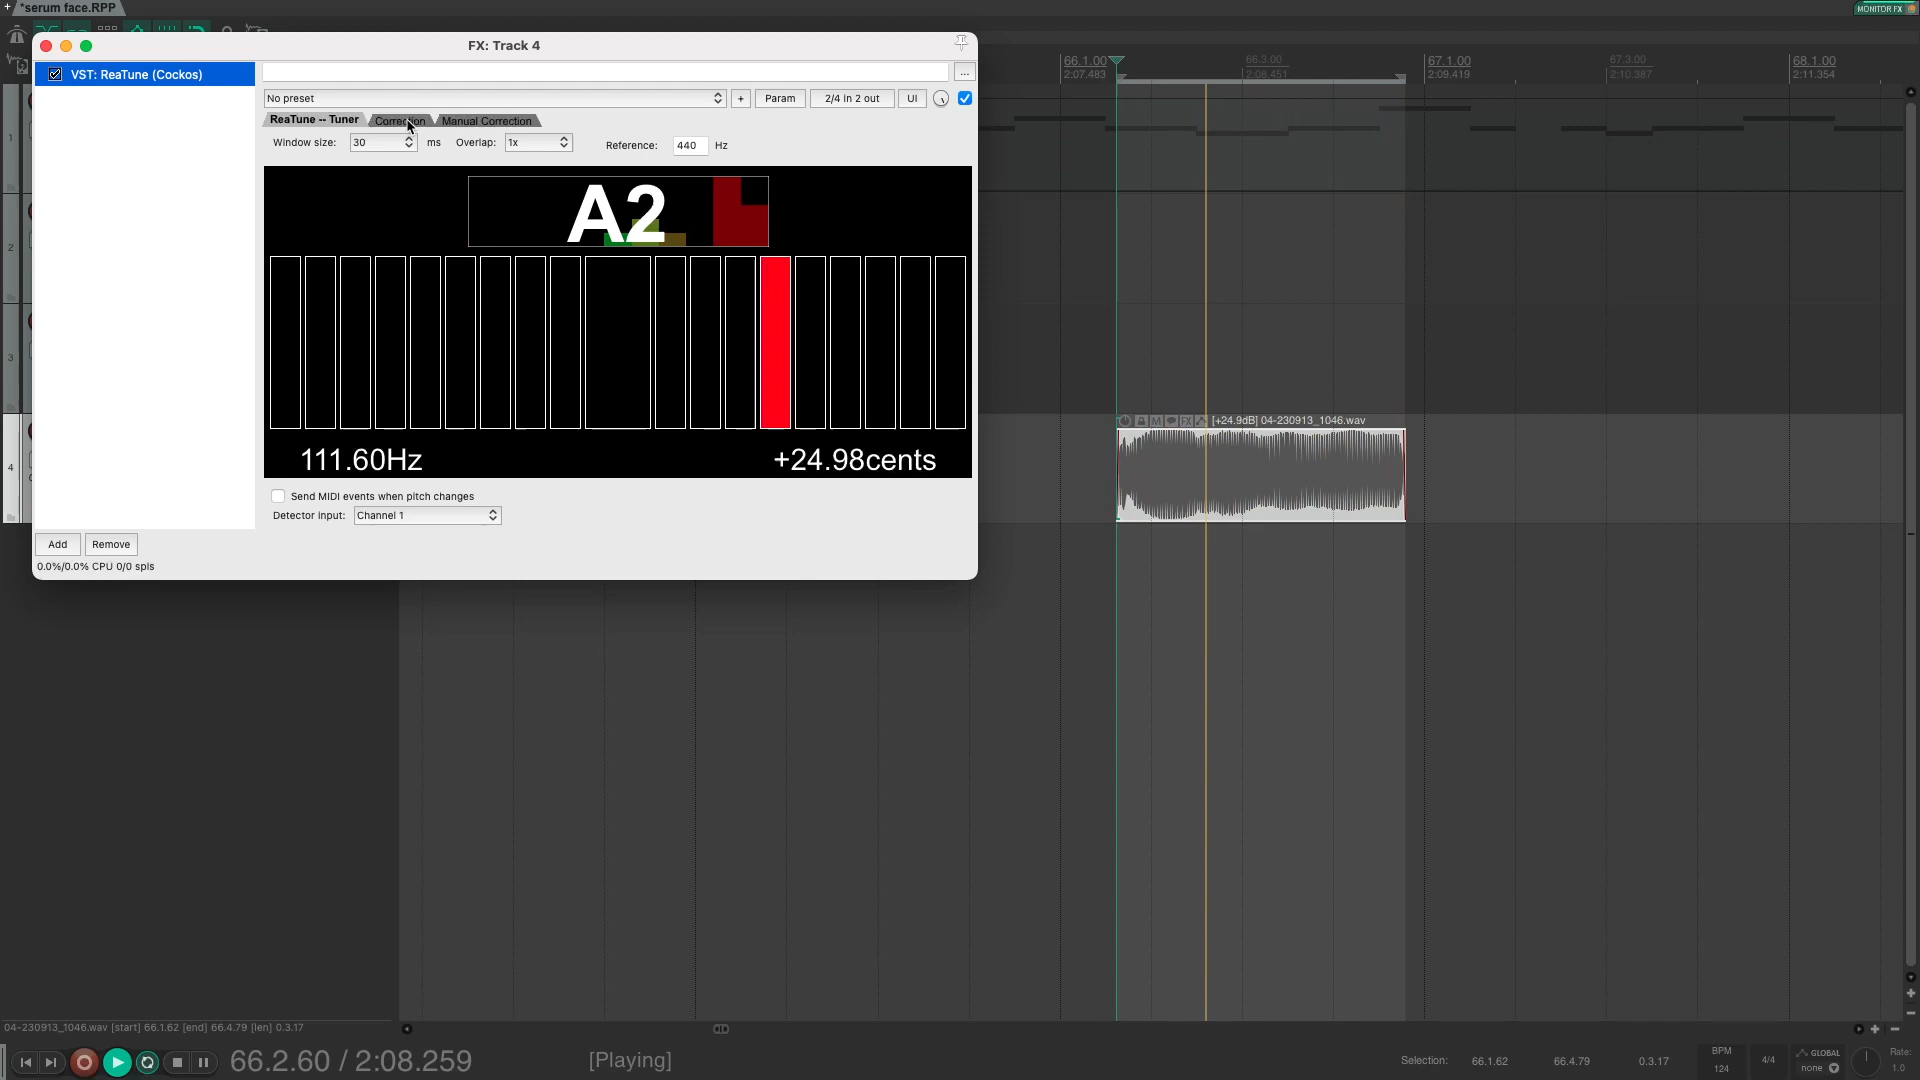 + *serum face.RPP
MONITOR FX
FX: Track 4
VST: ReaTune (Cockos)
...
No preset
+
Param
2/4 in 2 out
UI
ReaTune -- Tuner
Correction
Manual Correction
Window size: 30 ms
Overlap: 1x
Reference: 440 Hz
A2
111.60Hz
+24.98cents
Send MIDI events when pitch changes
Detector input: Channel 1
Add
Remove
0.0%/0.0% CPU 0/0 spls
66.1.00
2:07.483
66.3.00
2:08.451
67.1.00
2:09.419
67.3.00
2:10.387
68.1.00
2:11.354
1
2
3
4
M
FX
[+24.9dB] 04-230913_1046.wav
04-230913_1046.wav [start] 66.1.62 [end] 66.4.79 [len] 0.3.17
66.2.60 / 2:08.259
[Playing]
Selection: 66.1.62 66.4.79 0.3.17
BPM
124
4/4
GLOBAL
none
Rate:
1.0